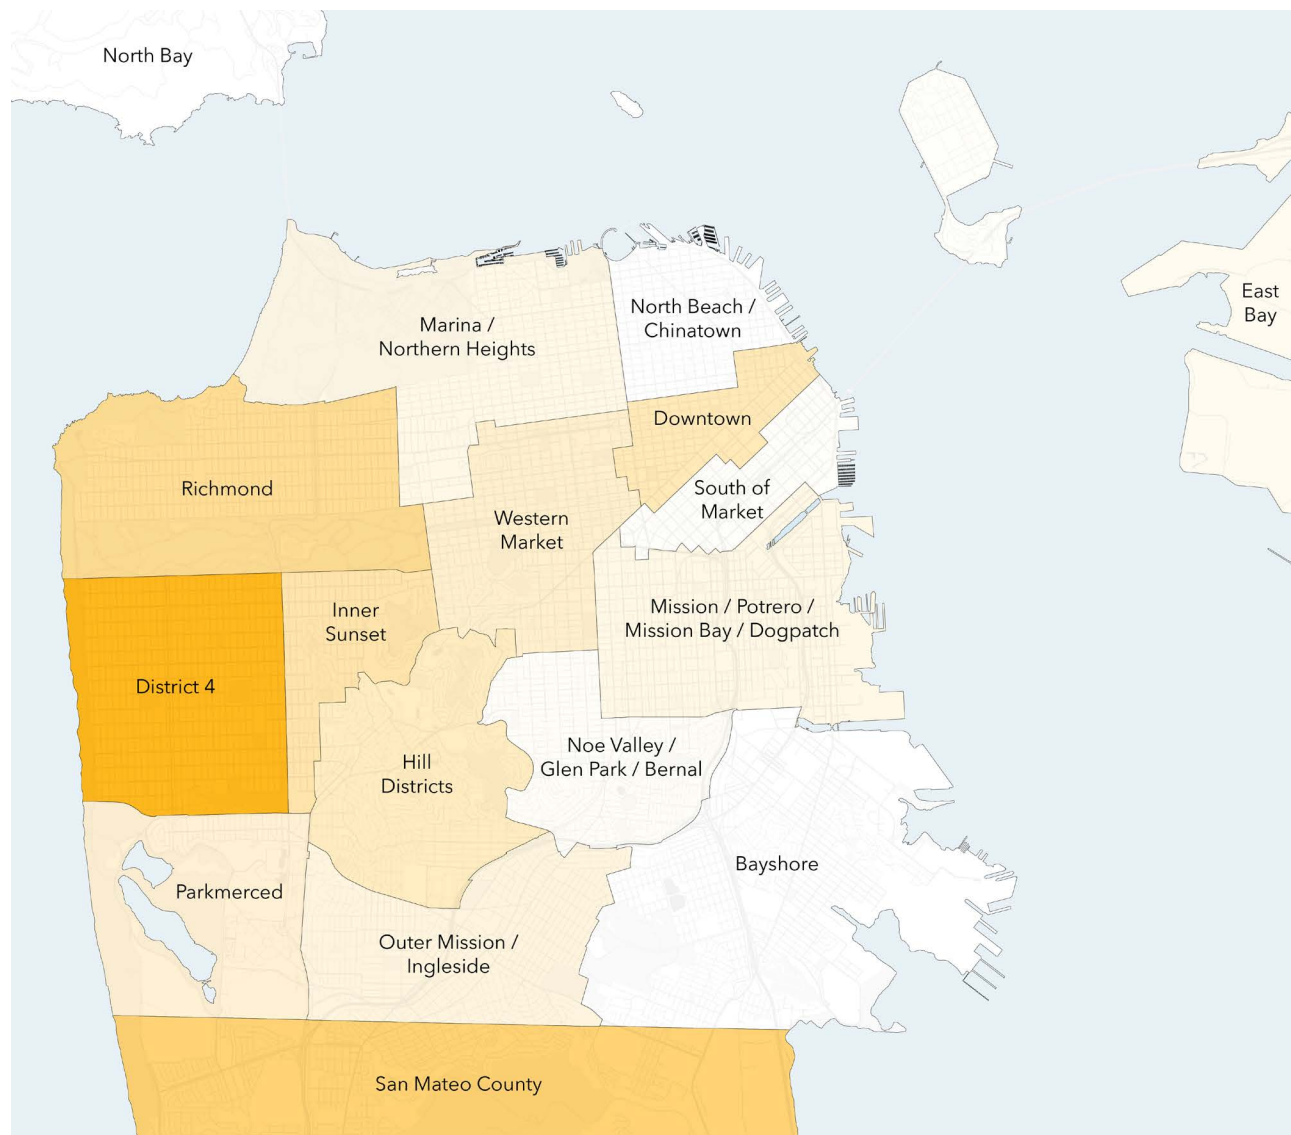 North Bay
East
Bay
North Beach /
Chinatown
Marina /
Northern Heights
Downtown
Richmond
South of
Market
Western
Market
Inner
Sunset
Mission / Potrero /
Mission Bay / Dogpatch
District 4
Noe Valley /
Glen Park / Bernal
Hill
Districts
Bayshore
Parkmerced
Outer Mission /
Ingleside
San Mateo County